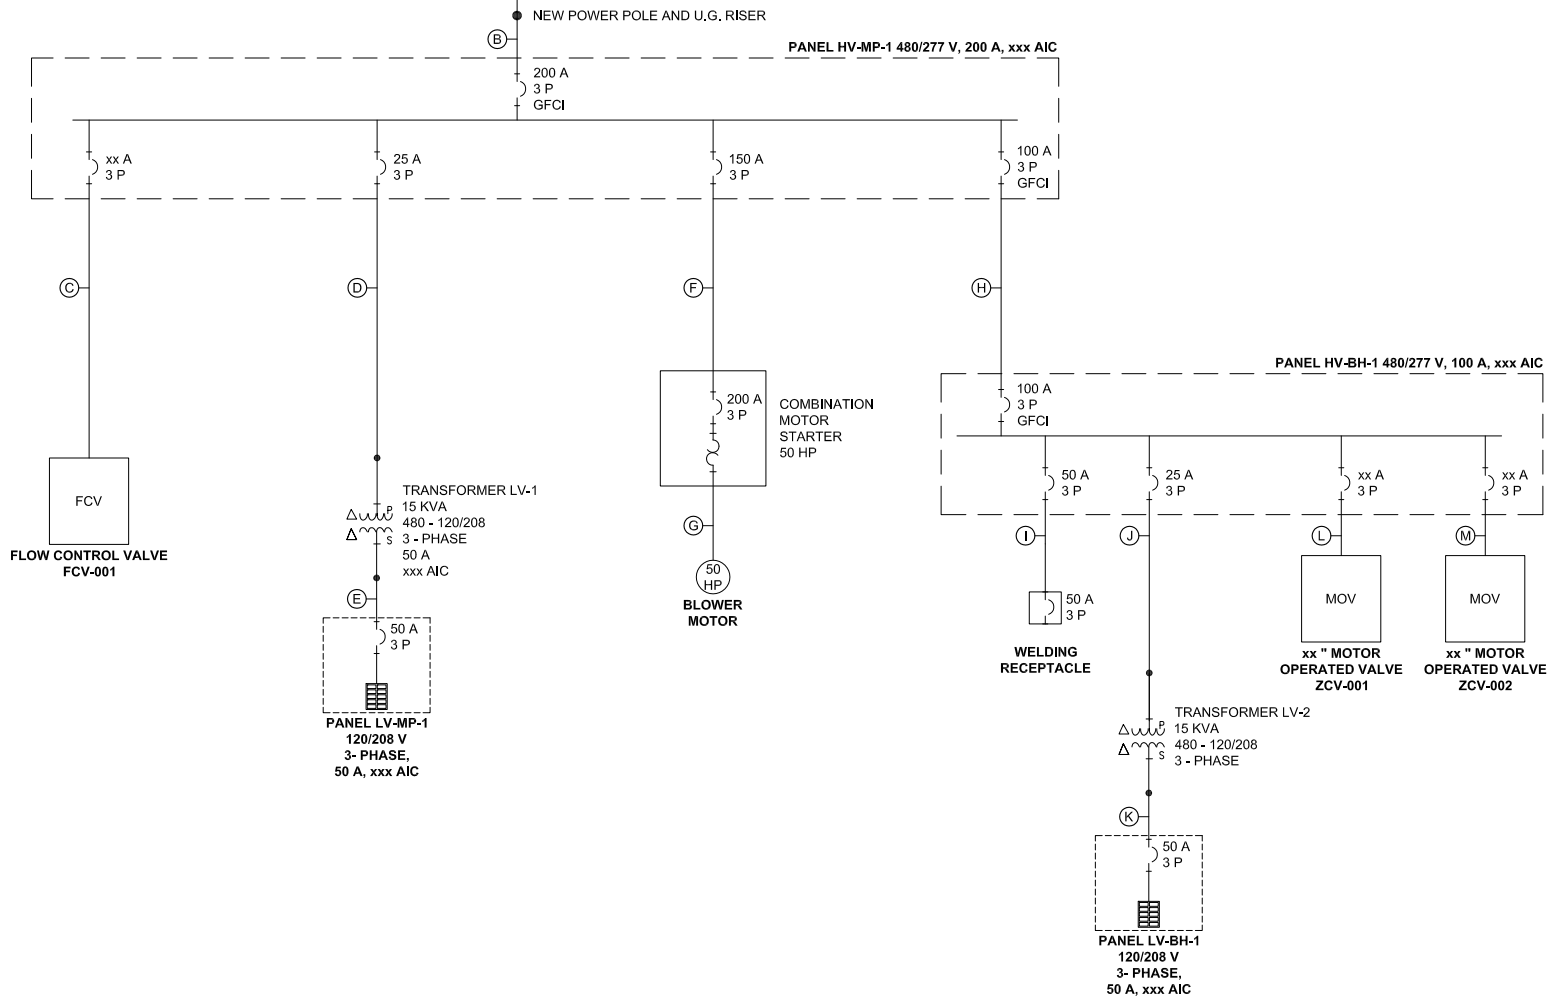 NEW POWER POLE AND U.G. RISER
B
PANEL HV-MP-1 480/277 V, 200 A, xxx AIC
200 A
3 P
GFCI
xx A
3 P
25 A
3 P
150 A
3 P
100 A
3 P
GFCI
C
D
F
H
FCV
FLOW CONTROL VALVE
FCV-001
P
S
TRANSFORMER LV-1
15 KVA
480 - 120/208
3 - PHASE
50 A
xxx AIC
E
50 A
3 P
PANEL LV-MP-1
120/208 V
3- PHASE,
50 A, xxx AIC
200 A
3 P
COMBINATION
MOTOR
STARTER
50 HP
G
50
HP
BLOWER
MOTOR
PANEL HV-BH-1 480/277 V, 100 A, xxx AIC
100 A
3 P
GFCI
50 A
3 P
25 A
3 P
xx A
3 P
xx A
3 P
I
J
L
M
50 A
3 P
WELDING
RECEPTACLE
MOV
xx " MOTOR
OPERATED VALVE
ZCV-001
MOV
xx " MOTOR
OPERATED VALVE
ZCV-002
P
S
TRANSFORMER LV-2
15 KVA
480 - 120/208
3 - PHASE
K
50 A
3 P
PANEL LV-BH-1
120/208 V
3- PHASE,
50 A, xxx AIC